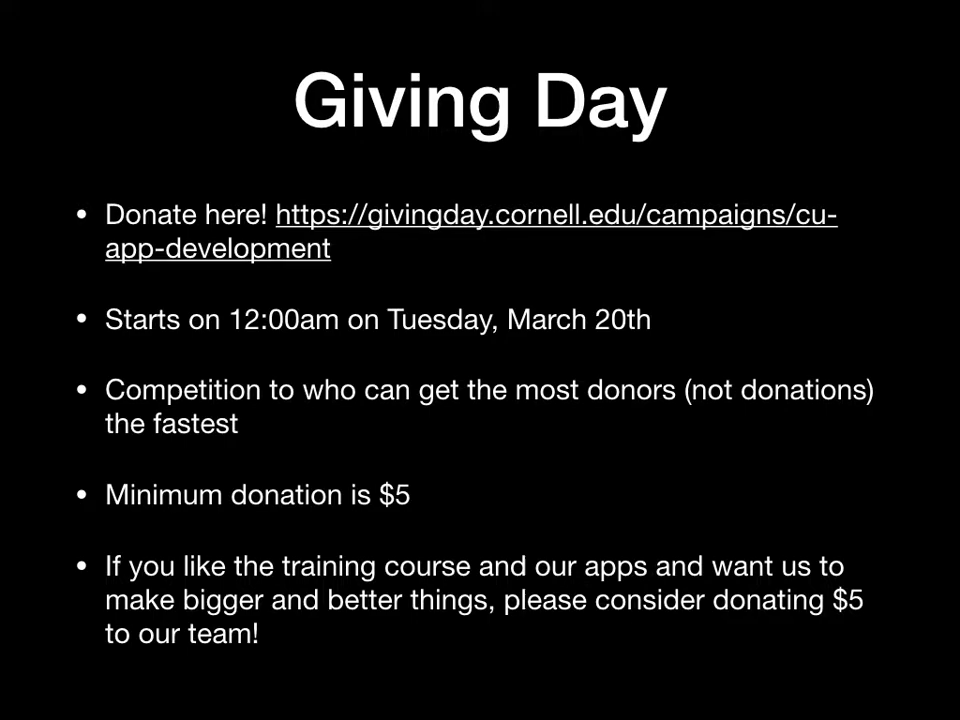 Giving Day
• Donate here! https://givingday.cornell.edu/campaigns/cu-
app-development
• Starts on 12:00am on Tuesday, March 20th
• Competition to who can get the most donors (not donations)
the fastest
• Minimum donation is $5
• If you like the training course and our apps and want us to
make bigger and better things, please consider donating $5
to our team!